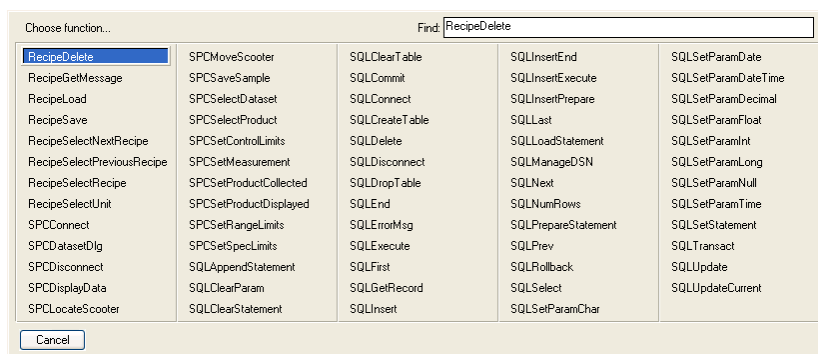 Choose function...
Find: RecipeDelete
RecipeDelete
RecipeGetMessage
RecipeLoad
RecipeSave
RecipeSelectNextRecipe
RecipeSelectPreviousRecipe
RecipeSelectRecipe
RecipeSelectUnit
SPCConnect
SPCDatasetDlg
SPCDisconnect
SPCDisplayData
SPCLocateScooter
SPCMoveScooter
SPCSaveSample
SPCSelectDataset
SPCSelectProduct
SPCSetControlLimits
SPCSetMeasurement
SPCSetProductCollected
SPCSetProductDisplayed
SPCSetRangeLimits
SPCSetSpecLimits
SQLAppendStatement
SQLClearParam
SQLClearStatement
SQLClearTable
SQLCommit
SQLConnect
SQLCreateTable
SQLDelete
SQLDisconnect
SQLDropTable
SQLEnd
SQLErrorMsg
SQLExecute
SQLFirst
SQLGetRecord
SQLInsert
SQLInsertEnd
SQLInsertExecute
SQLInsertPrepare
SQLLast
SQLLoadStatement
SQLManageDSN
SQLNext
SQLNumRows
SQLPrepareStatement
SQLPrev
SQLRollback
SQLSelect
SQLSetParamChar
SQLSetParamDate
SQLSetParamDateTime
SQLSetParamDecimal
SQLSetParamFloat
SQLSetParamInt
SQLSetParamLong
SQLSetParamNull
SQLSetParamTime
SQLSetStatement
SQLTransact
SQLUpdate
SQLUpdateCurrent
Cancel